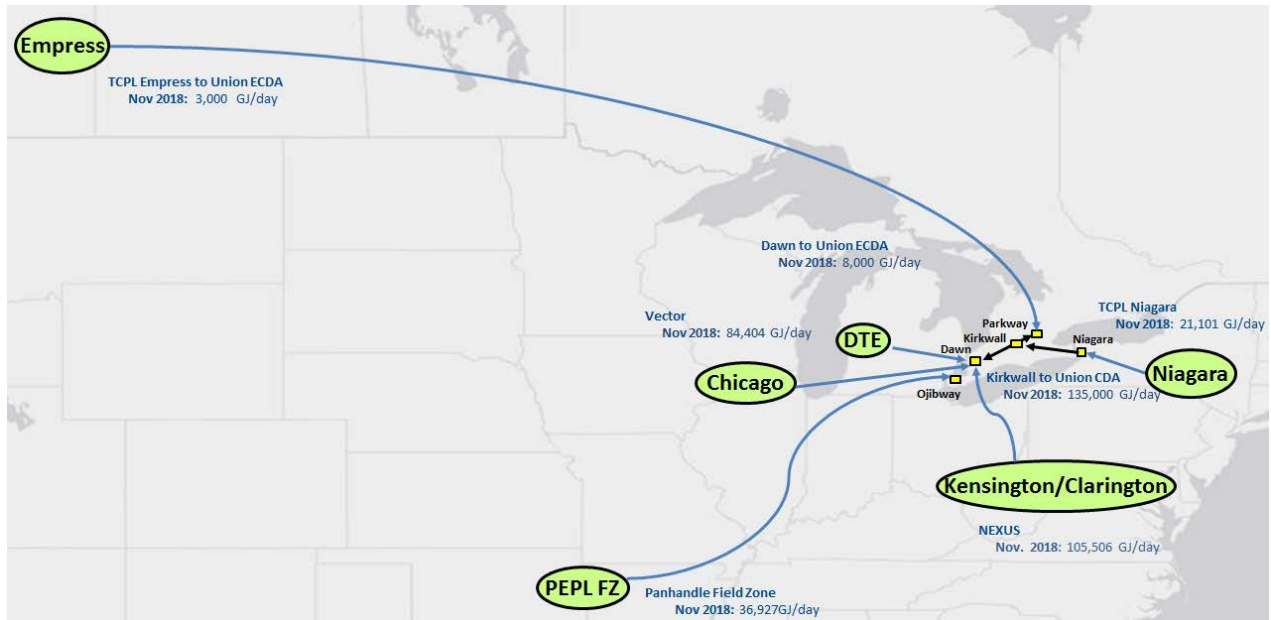 Empress
TCPL Empress to Union ECDA
Nov 2018: 3,000 GJ/day
Dawn to Union ECDA
Nov 2018: 8,000 GJ/day
Vector
Nov 2018: 84,404 GJ/day
TCPL Niagara
Nov 2018: 21,101 GJ/day
Parkway
Kirkwall
Niagara
DTE
Dawn
Chicago
Ojibway
Kirkwall to Union CDA
Nov 2018: 135,000 GJ/day
Niagara
Kensington/Clarington
NEXUS
Nov. 2018: 105,506 GJ/day
PEPL FZ
Panhandle Field Zone
Nov 2018: 36,927GJ/day